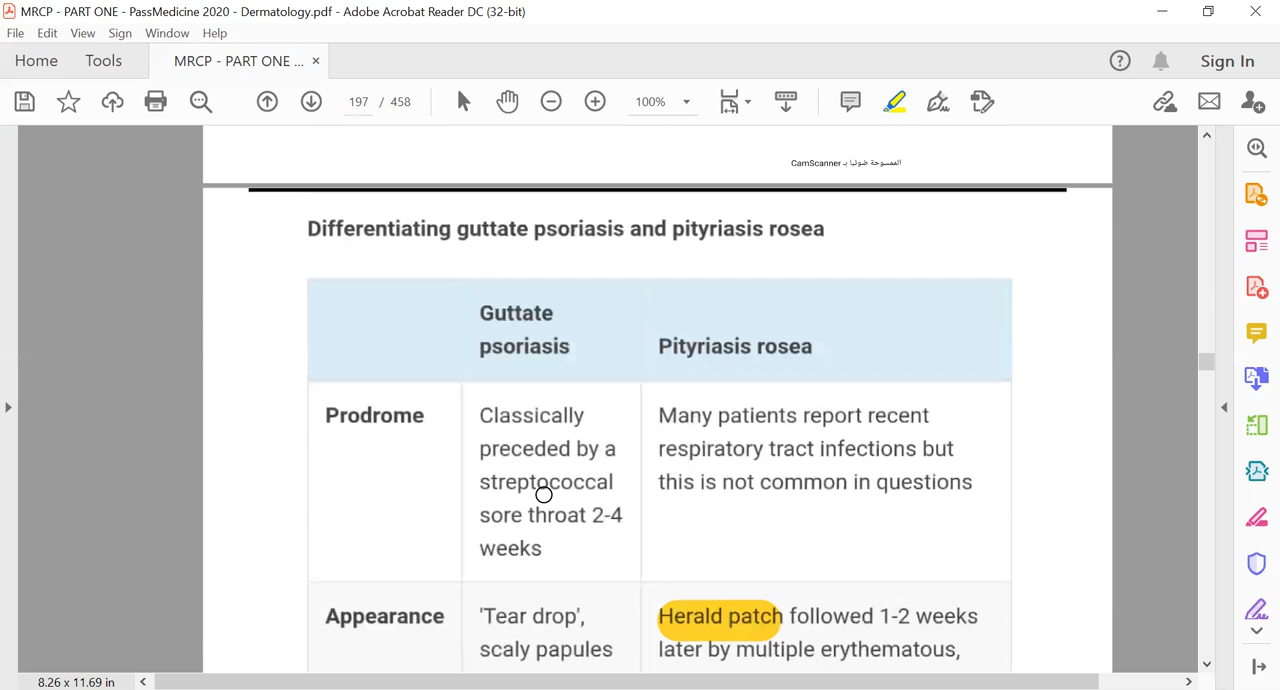 MRCP - PART ONE - PassMedicine 2020 - Dermatology.pdf - Adobe Acrobat Reader DC (32-bit)
File Edit View Sign Window Help
Home Tools MRCP - PART ONE ... × Sign In
197 / 458 100%
الممسوحة ضوئيا بـ CamScanner
Differentiating guttate psoriasis and pityriasis rosea
Guttate
psoriasis Pityriasis rosea
Prodrome Classically Many patients report recent
preceded by a respiratory tract infections but
streptococcal this is not common in questions
sore throat 2-4
weeks
Appearance 'Tear drop', Herald patch followed 1-2 weeks
scaly papules later by multiple erythematous,
8.26 x 11.69 in